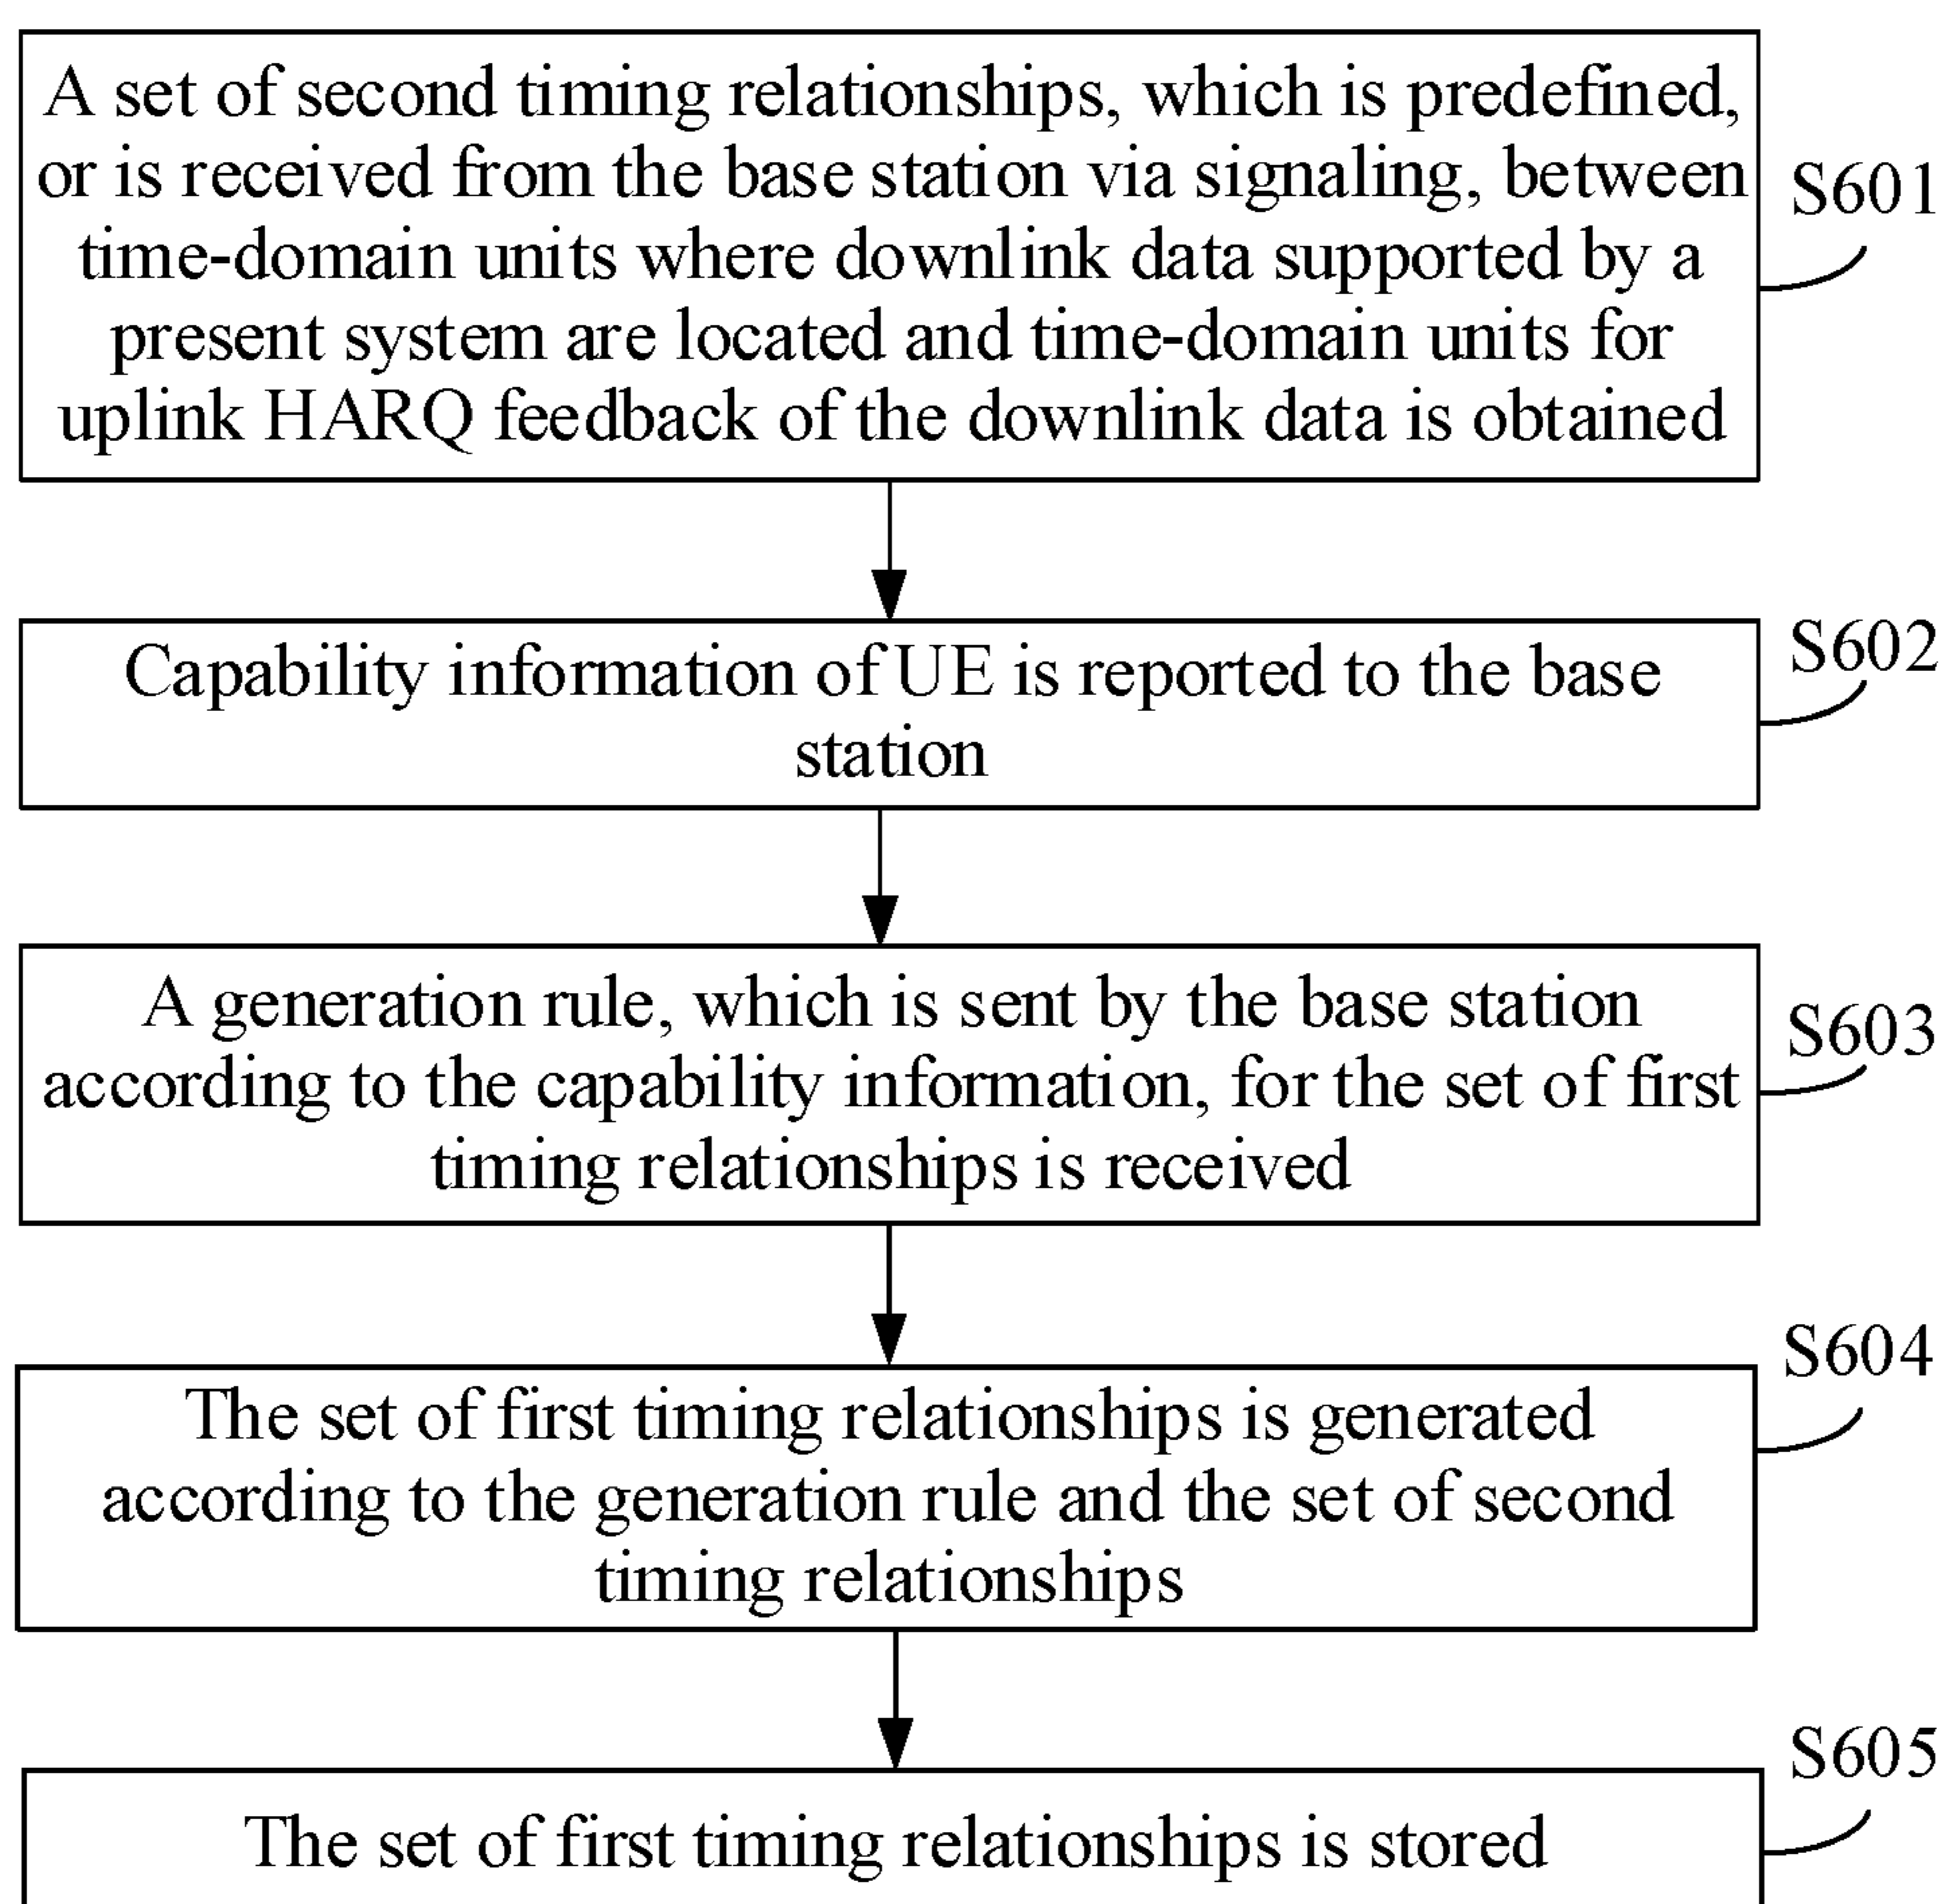 A set of second timing relationships, which is predefined,
or is received from the base station via signaling, between
time-domain units where downlink data supported by a
present system are located and time-domain units for
uplink HARQ feedback of the downlink data is obtained
S601
Capability information of UE is reported to the base
station
S602
A generation rule, which is sent by the base station
according to the capability information, for the set of first
timing relationships is received
S603
The set of first timing relationships is generated
according to the generation rule and the set of second
timing relationships
S604
The set of first timing relationships is stored
S605